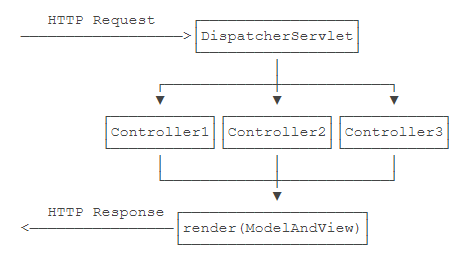 HTTP Request
DispatcherServlet
Controller1 Controller2 Controller3
HTTP Response
render(ModelAndView)